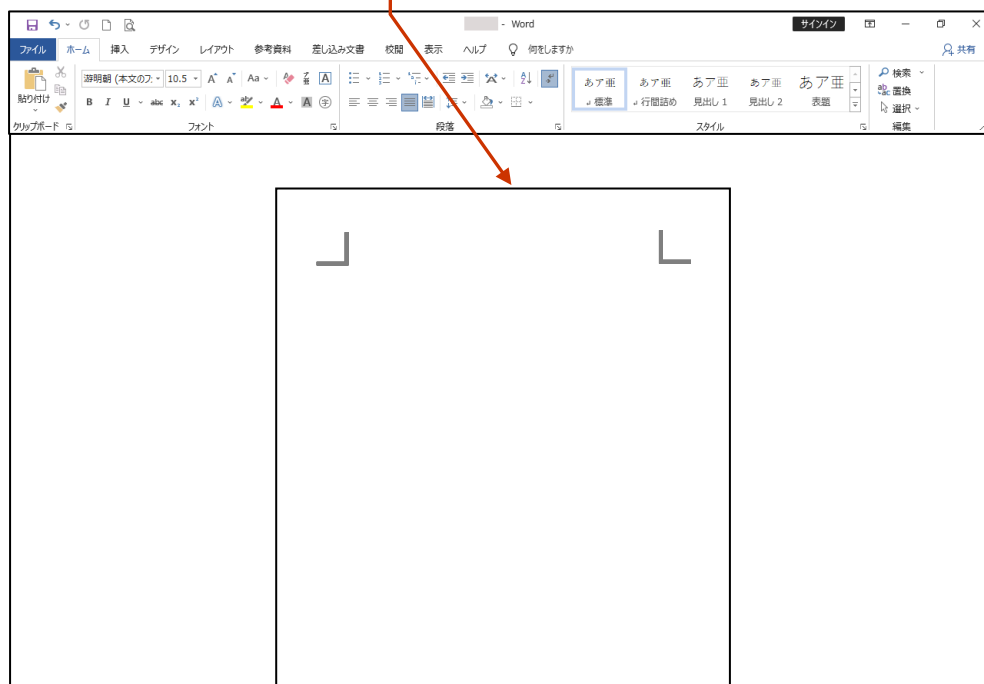 - Word
サインイン
ファイル ホーム 挿入 デザイン レイアウト 参考資料 差し込み文書 校閲 表示 ヘルプ 何をしますか 共有
貼り付け
游明朝 (本文のフ: 10.5 A A Aa
B I U abc x₂ x² A aby A A 字
あア亜 あア亜 あア亜 あア亜 あア亜
標準 行間詰め 見出し 1 見出し 2 表題
検索
置換
選択
クリップボード フォント 段落 スタイル 編集